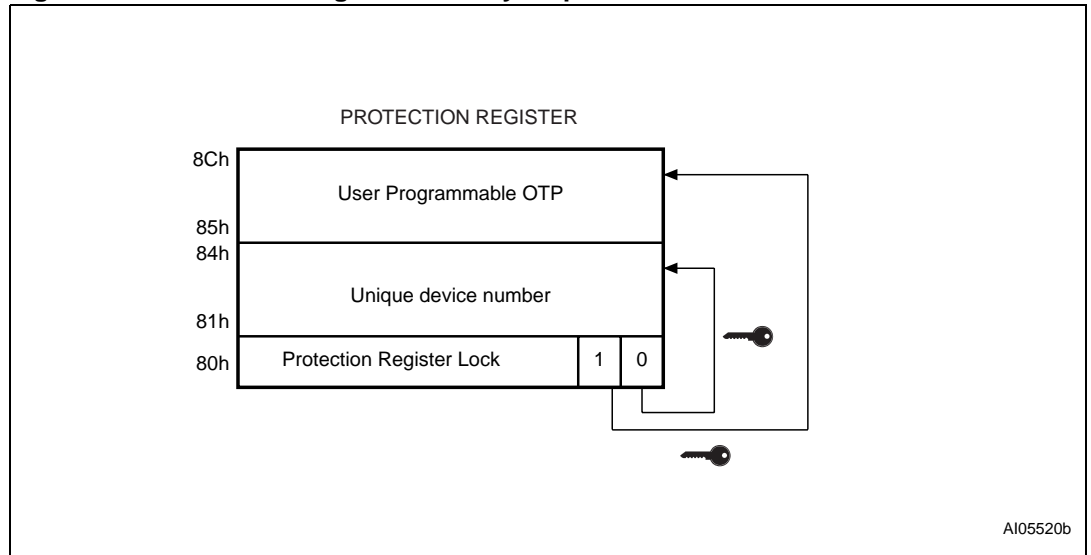 PROTECTION REGISTER
8Ch
User Programmable OTP
85h
84h
Unique device number
81h
80h
Protection Register Lock
1
0
AI05520b